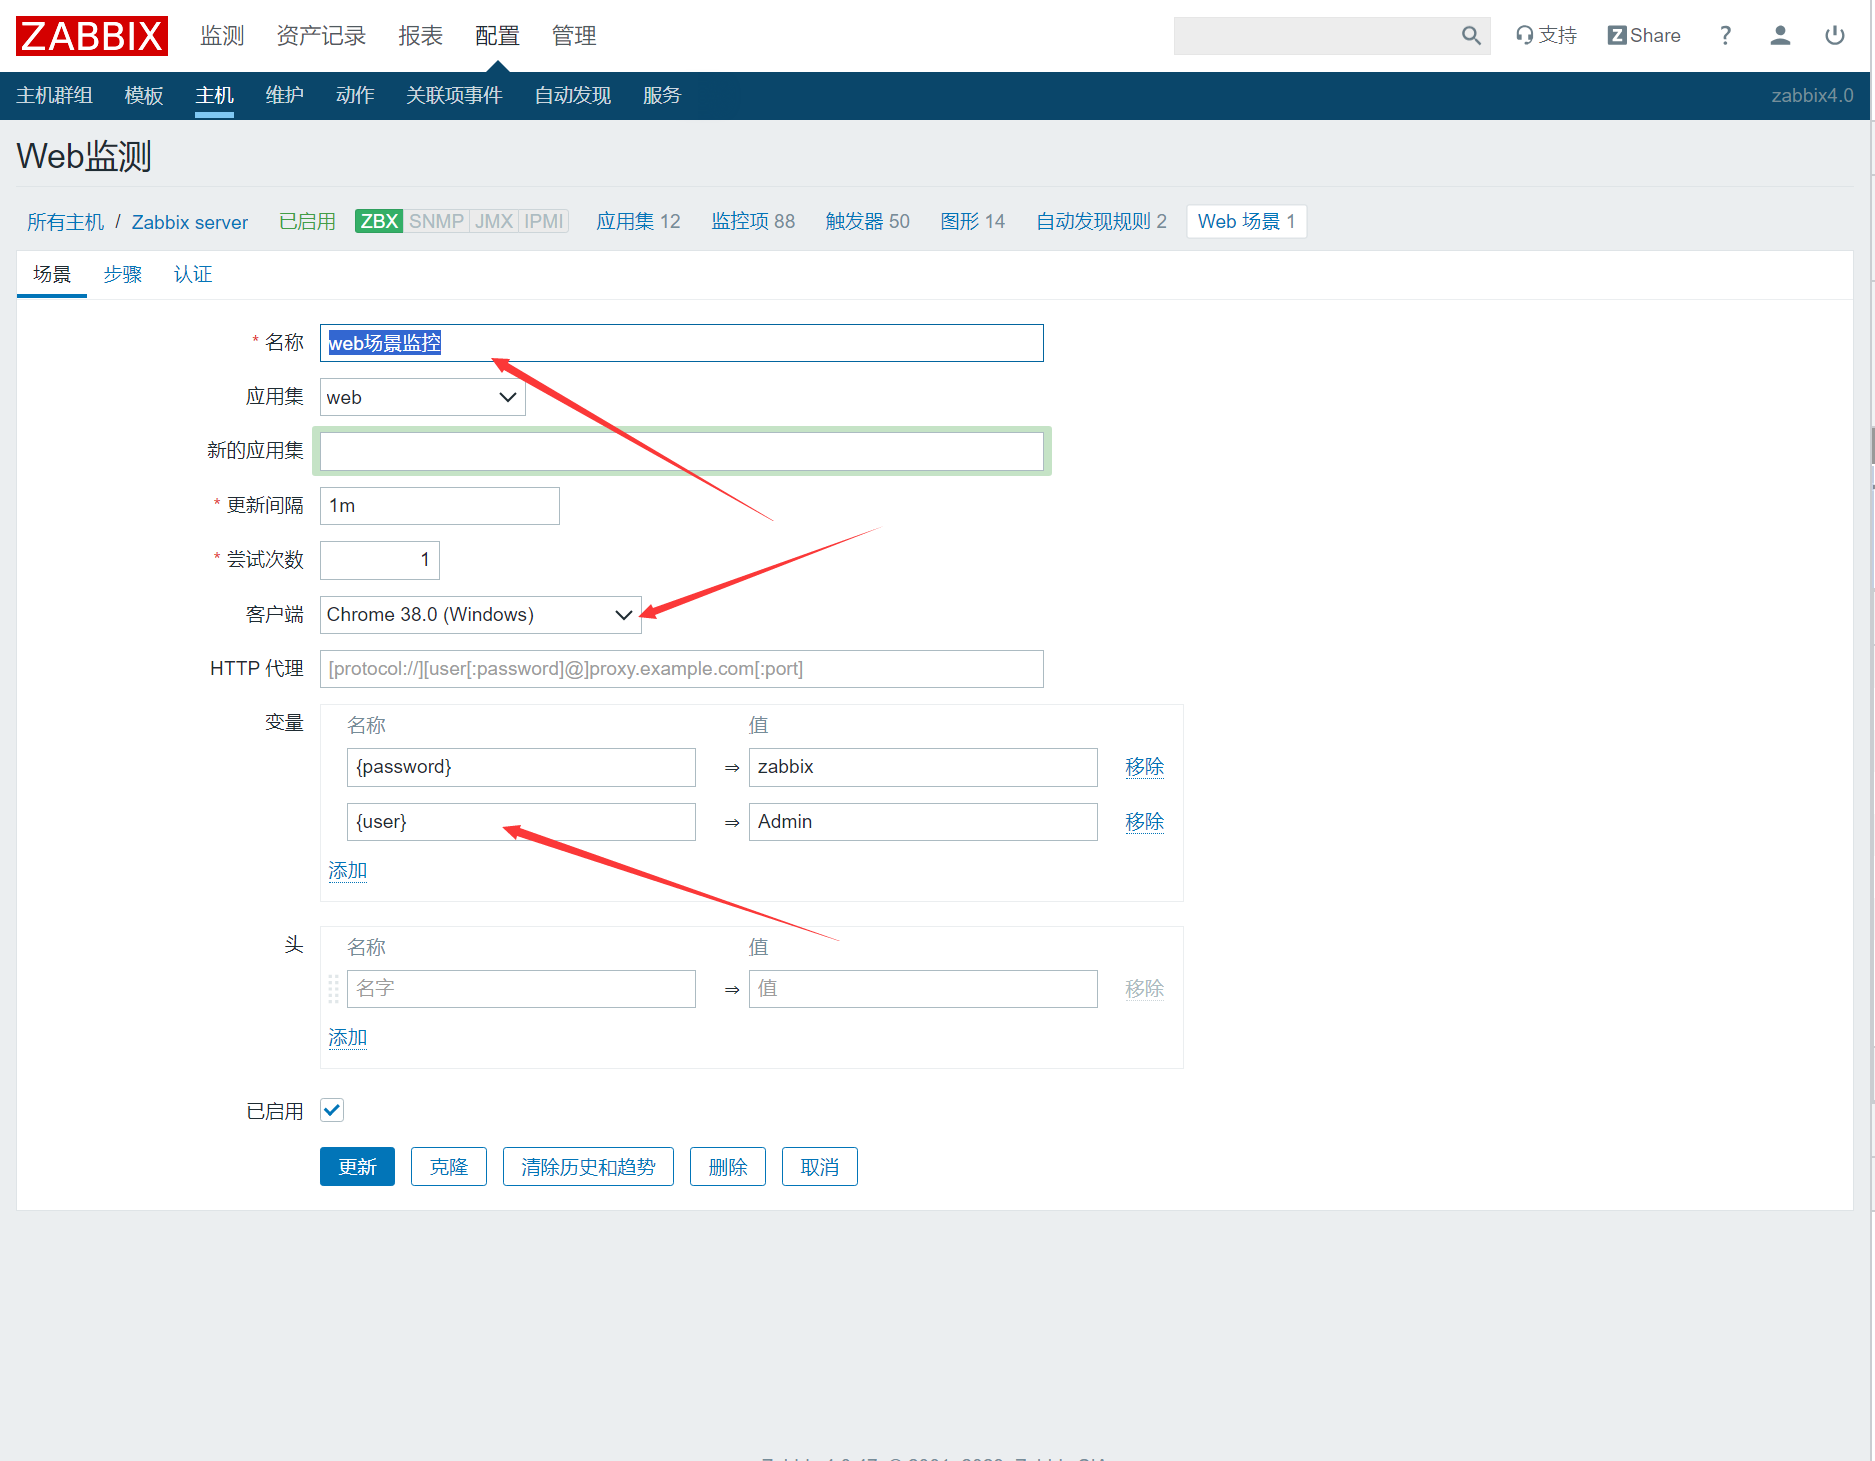 ZABBIX 监测 资产记录 报表 配置 管理 支持 Z Share ?
主机群组 模板 主机 维护 动作 关联项事件 自动发现 服务 zabbix4.0
Web监测
所有主机 / Zabbix server 已启用 ZBX SNMP JMX IPMI 应用集 12 监控项 88 触发器 50 图形 14 自动发现规则 2 Web 场景 1
场景 步骤 认证
* 名称 web场景监控
应用集 web
新的应用集
* 更新间隔 1m
* 尝试次数 1
客户端 Chrome 38.0 (Windows)
HTTP 代理 [protocol://][user[:password]@]proxy.example.com[:port]
变量 名称 值
{password} ⇒ zabbix 移除
{user} ⇒ Admin 移除
添加
头 名称 值
名字 ⇒ 值 移除
添加
已启用
更新 克隆 清除历史和趋势 删除 取消